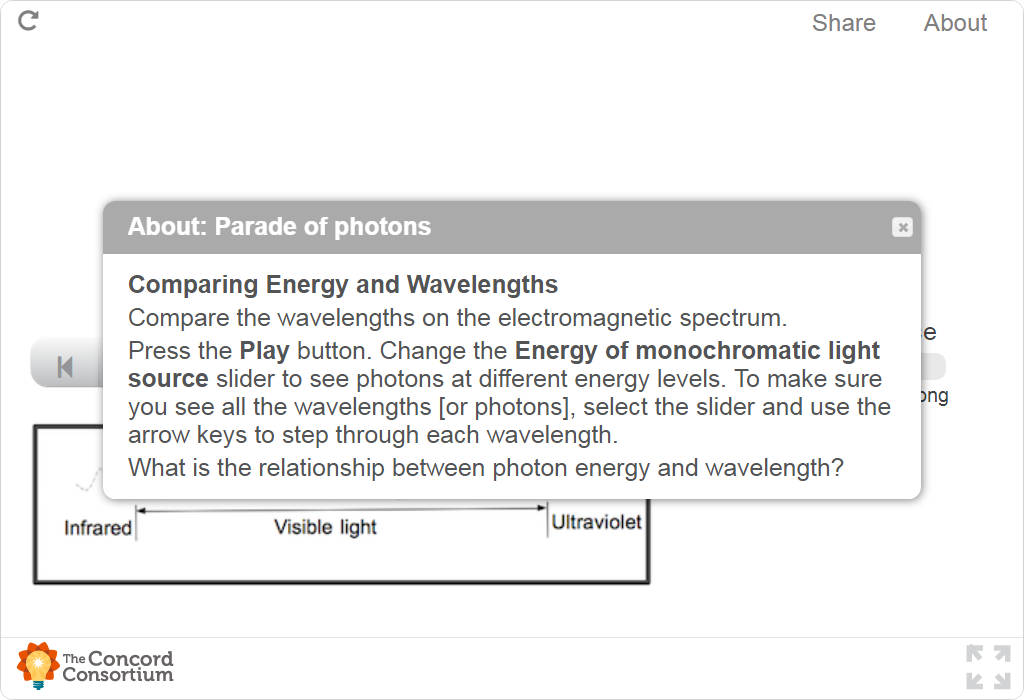 Share About
About: Parade of photons
Comparing Energy and Wavelengths
Compare the wavelengths on the electromagnetic spectrum.
Press the Play button. Change the Energy of monochromatic light
source slider to see photons at different energy levels. To make sure
you see all the wavelengths [or photons], select the slider and use the
arrow keys to step through each wavelength.
What is the relationship between photon energy and wavelength?
Infrared Visible light Ultraviolet
The Concord
Consortium